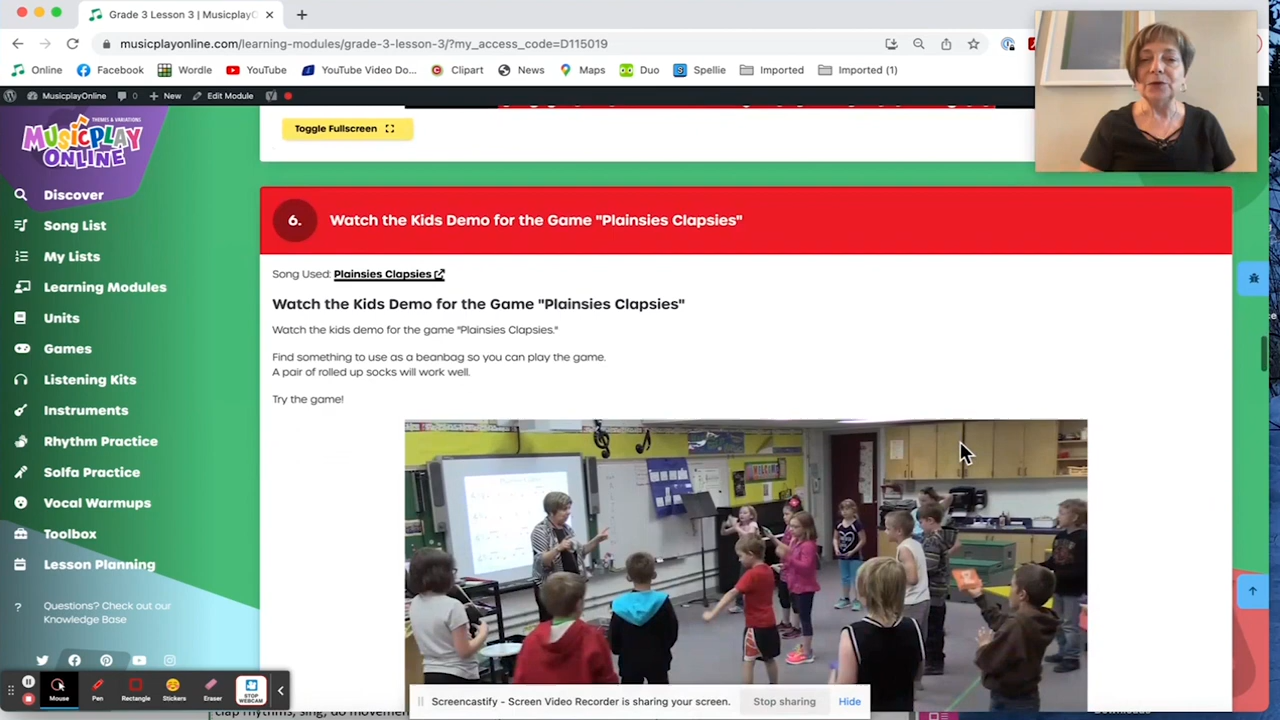 Grade 3 Lesson 3 | MusicplayO
musicplayonline.com/learning-modules/grade-3-lesson-3/?my_access_code=D115019
Online Facebook Wordle YouTube YouTube Video Do... Clipart News Maps Duo Spellie Imported Imported (1)
MusicplayOnline 0 New Edit Module
THEMES & VARIATIONS
MUSICPLAY
ONLINE
Discover
Song List
My Lists
Learning Modules
Units
Games
Listening Kits
Instruments
Rhythm Practice
Solfa Practice
Vocal Warmups
Toolbox
Lesson Planning
? Questions? Check out our
Knowledge Base
Toggle Fullscreen
6. Watch the Kids Demo for the Game "Plainsies Clapsies"
Song Used: Plainsies Clapsies
Watch the Kids Demo for the Game "Plainsies Clapsies"
Watch the kids demo for the game "Plainsies Clapsies."
Find something to use as a beanbag so you can play the game.
A pair of rolled up socks will work well.
Try the game!
WELCOME
Mouse Pen Rectangle Stickers Eraser STOP WEBCAM
Screencastify - Screen Video Recorder is sharing your screen. Stop sharing Hide